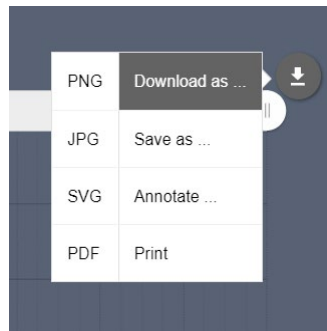 PNG Download as ...
JPG Save as ...
SVG Annotate ...
PDF Print